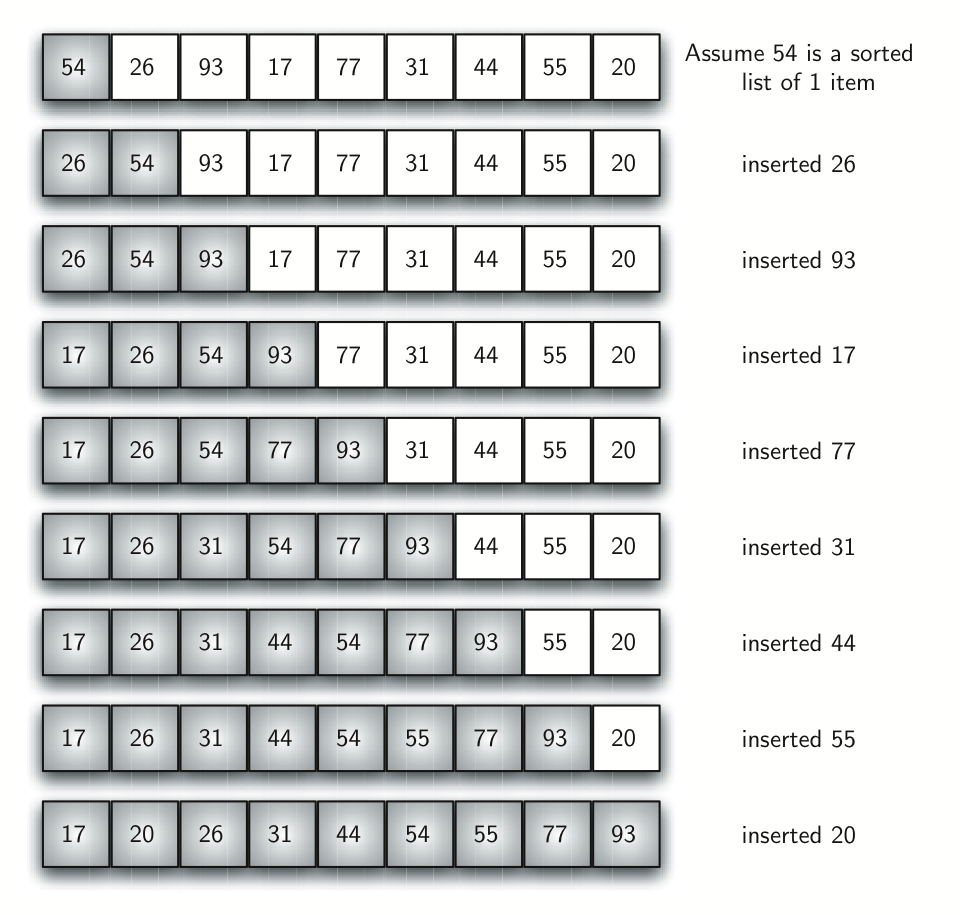 54 26 93 17 77 31 44 55 20 Assume 54 is a sorted
list of 1 item
26 54 93 17 77 31 44 55 20 inserted 26
26 54 93 17 77 31 44 55 20 inserted 93
17 26 54 93 77 31 44 55 20 inserted 17
17 26 54 77 93 31 44 55 20 inserted 77
17 26 31 54 77 93 44 55 20 inserted 31
17 26 31 44 54 77 93 55 20 inserted 44
17 26 31 44 54 55 77 93 20 inserted 55
17 20 26 31 44 54 55 77 93 inserted 20